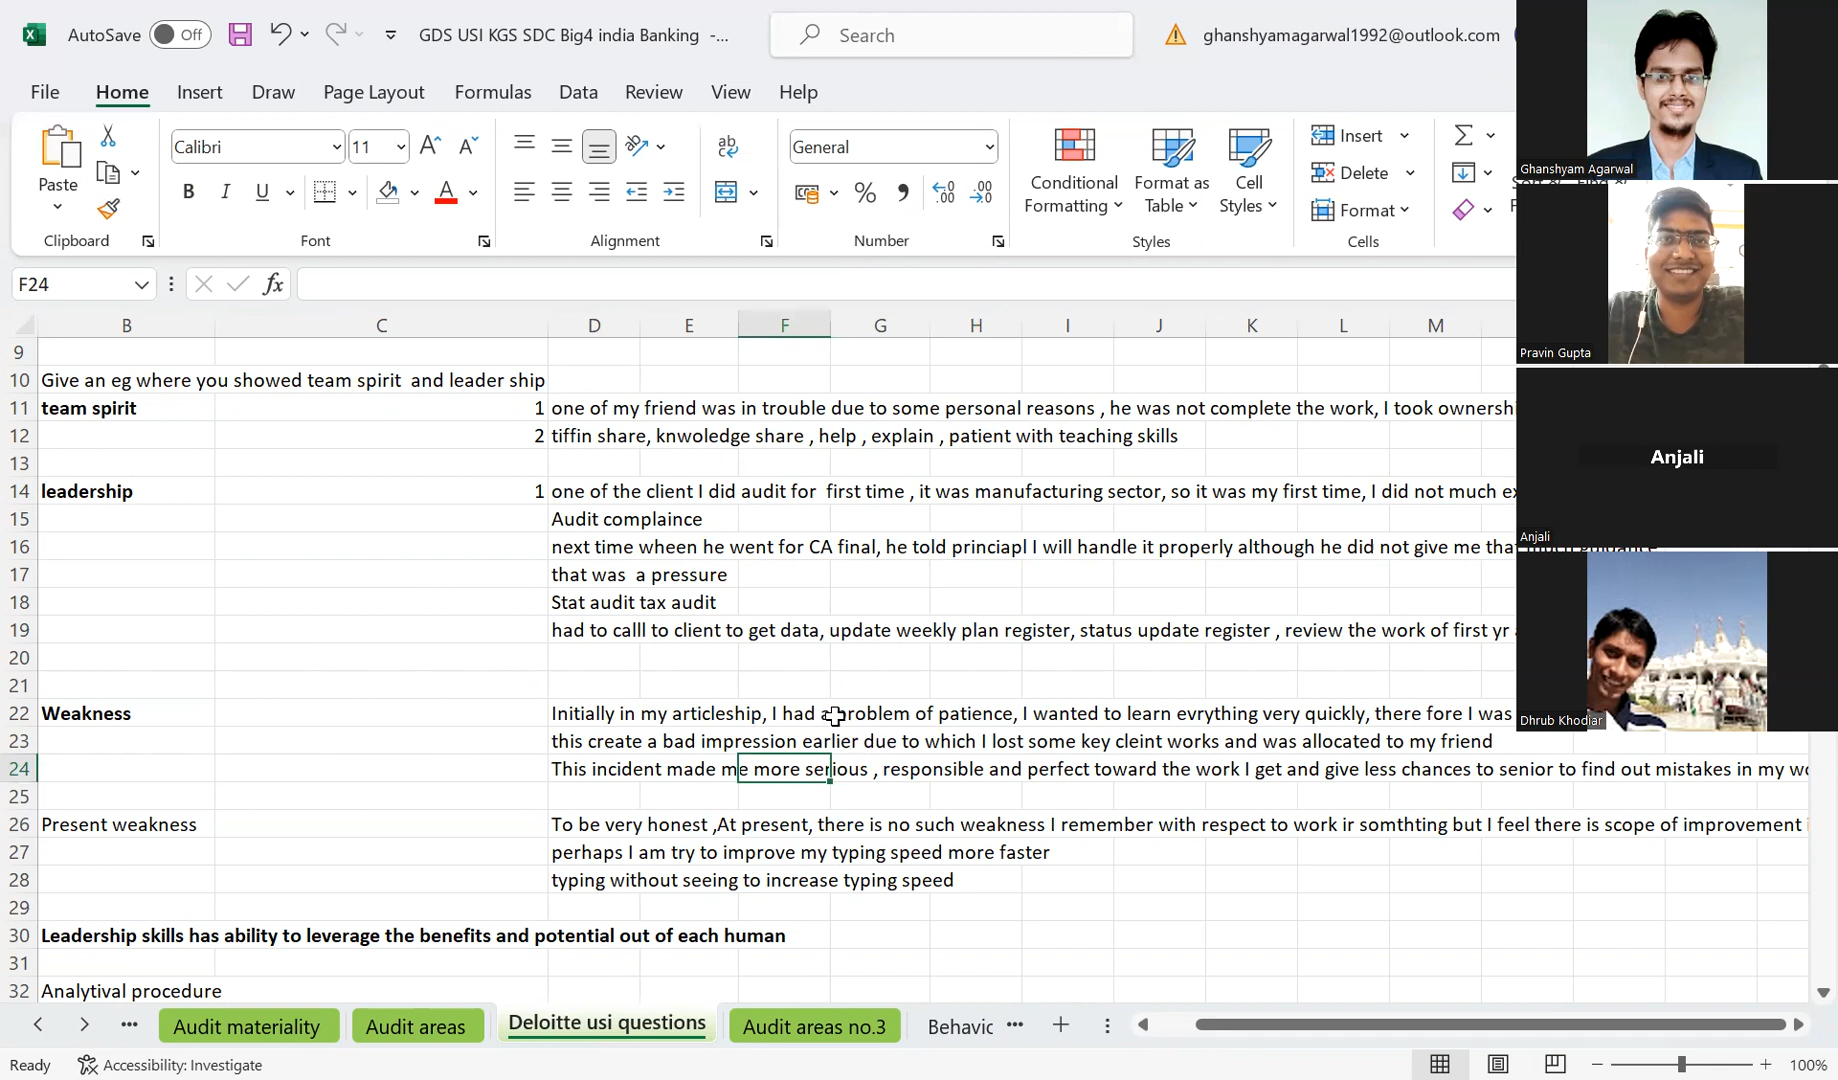 AutoSave Off GDS USI KGS SDC Big4 india Banking -... Search ghanshyamagarwal1992@outlook.com
File Home Insert Draw Page Layout Formulas Data Review View Help
Paste
Calibri 11
General
Conditional Formatting
Format as Table
Cell Styles
Insert
Delete
Format
Clipboard Font Alignment Number Styles Cells
F24 fx
B C D E F G H I J K L M
9
10 Give an eg where you showed team spirit and leader ship
11 team spirit 1 one of my friend was in trouble due to some personal reasons , he was not complete the work, I took ownershi
12 2 tiffin share, knwoledge share , help , explain , patient with teaching skills
13
14 leadership 1 one of the client I did audit for first time , it was manufacturing sector, so it was my first time, I did not much ex
15 Audit complaince
16 next time wheen he went for CA final, he told princiapl I will handle it properly although he did not give me tha
17 that was a pressure
18 Stat audit tax audit
19 had to calll to client to get data, update weekly plan register, status update register , review the work of first yr
20
21
22 Weakness Initially in my articleship, I had a problem of patience, I wanted to learn evrything very quickly, there fore I was
23 this create a bad impression earlier due to which I lost some key cleint works and was allocated to my friend
24 This incident made me more serious , responsible and perfect toward the work I get and give less chances to senior to find out mistakes in my wo
25
26 Present weakness To be very honest ,At present, there is no such weakness I remember with respect to work ir somthting but I feel there is scope of improvement i
27 perhaps I am try to improve my typing speed more faster
28 typing without seeing to increase typing speed
29
30 Leadership skills has ability to leverage the benefits and potential out of each human
31
32 Analytival procedure
Audit materiality Audit areas Deloitte usi questions Audit areas no.3 Behavic
Ready Accessibility: Investigate 100%
Ghanshyam Agarwal
Pravin Gupta
Anjali
Anjali
Dhrub Khodiar